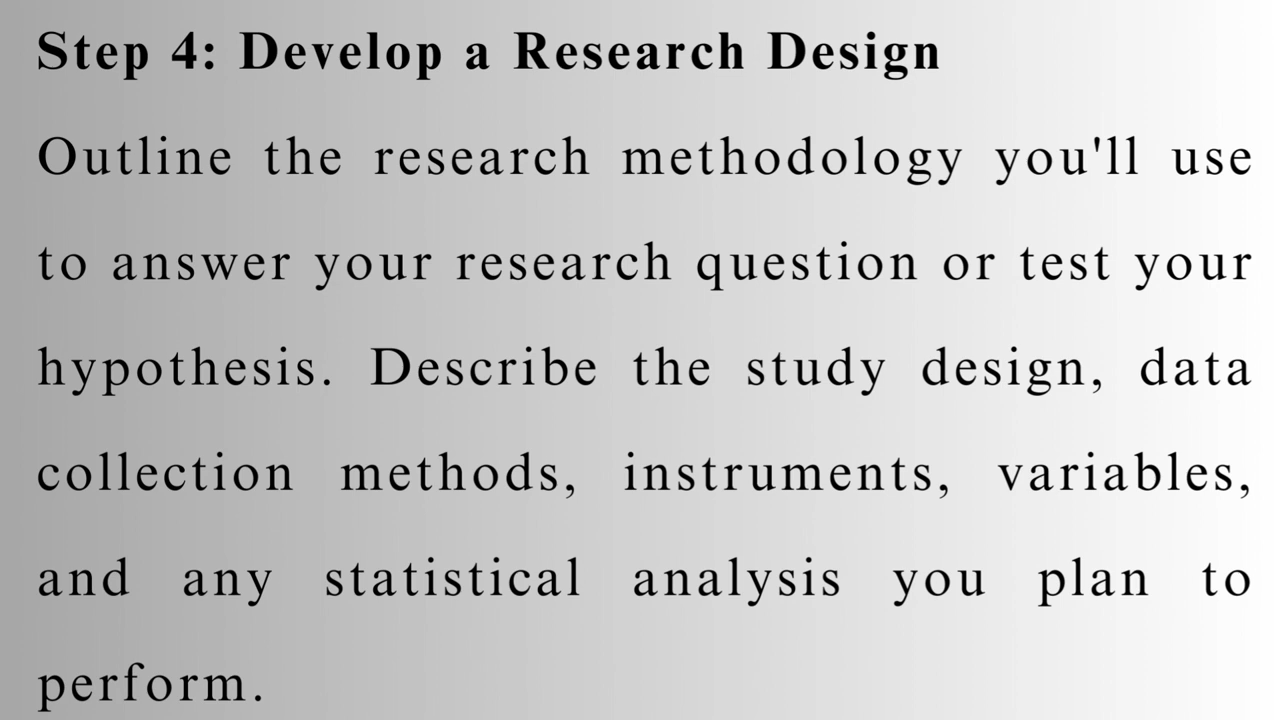 Step 4: Develop a Research Design
Outline the research methodology you'll use
to answer your research question or test your
hypothesis. Describe the study design, data
collection methods, instruments, variables,
and any statistical analysis you plan to
perform.